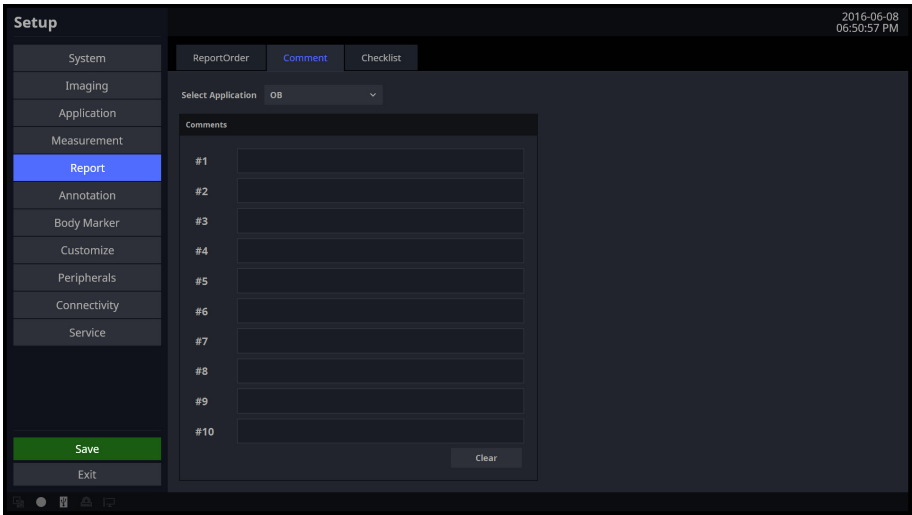 Setup
2016-06-08
06:50:57 PM
System
Imaging
Application
Measurement
Report
Annotation
Body Marker
Customize
Peripherals
Connectivity
Service
Save
Exit
ReportOrder Comment Checklist
Select Application OB
Comments
#1
#2
#3
#4
#5
#6
#7
#8
#9
#10
Clear